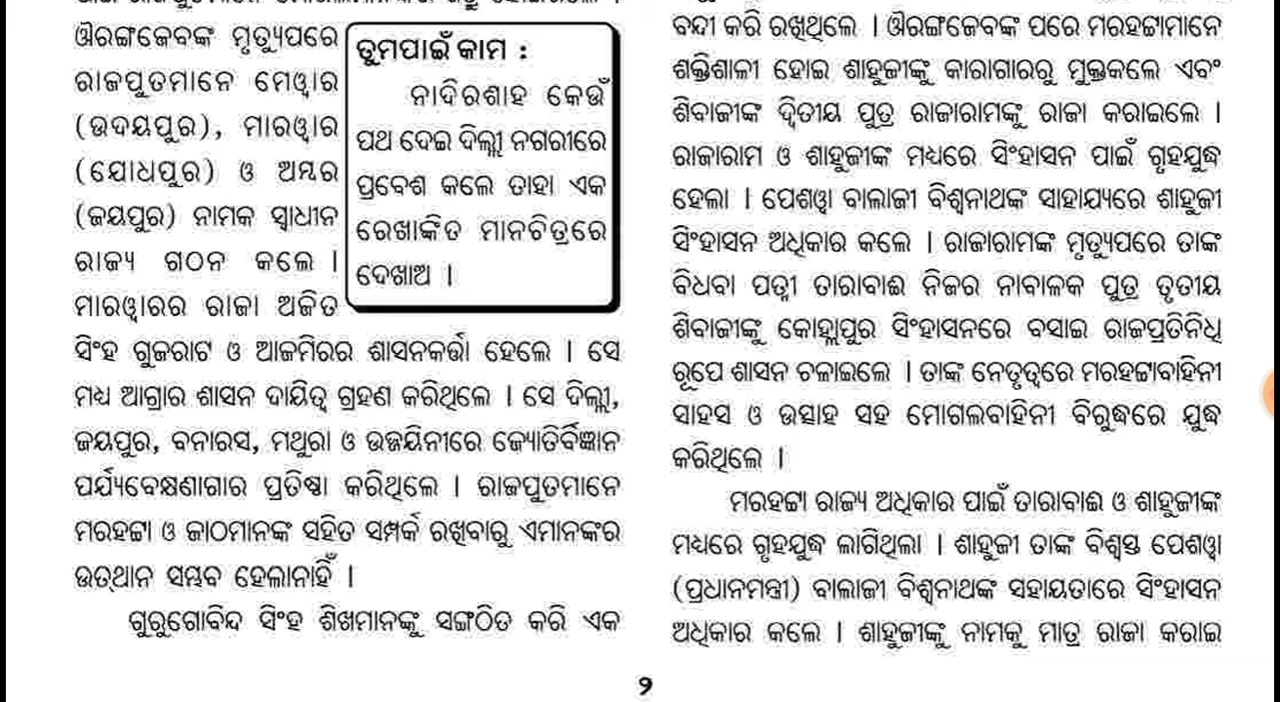 ଔରଙ୍ଗଜେବଙ୍କ ମୃତ୍ୟୁପରେ
ରାଜପୁତମାନେ ମେୱାର
(ଉଦୟପୁର), ମାରୱାର
(ଯୋଧପୁର) ଓ ଅମ୍ବର
(ଜୟପୁର) ନାମକ ସ୍ୱାଧୀନ
ରାଜ୍ୟ ଗଠନ କଲେ ।
ମାରୱାରର ରାଜା ଅଜିତ
ସିଂହ ଗୁଜରାଟ ଓ ଆଜମିରର ଶାସନକର୍ତ୍ତା ହେଲେ । ସେ
ମଧ୍ୟ ଆଗ୍ରାର ଶାସନ ଦାୟିତ୍ୱ ଗ୍ରହଣ କରିଥିଲେ । ସେ ଦିଲ୍ଲୀ,
ଜୟପୁର, ବନାରସ, ମଥୁରା ଓ ଉଜ୍ଜୟିନୀରେ ଜ୍ୟୋତିର୍ବିଜ୍ଞାନ
ପର୍ଯ୍ୟବେକ୍ଷଣାଗାର ପ୍ରତିଷ୍ଠା କରିଥିଲେ । ରାଜପୁତମାନେ
ମରହଟ୍ଟା ଓ ଜାଠମାନଙ୍କ ସହିତ ସମ୍ପର୍କ ରଖିବାରୁ ଏମାନଙ୍କର
ଉତ୍‌ଥାନ ସମ୍ଭବ ହେଲାନାହିଁ ।
ଗୁରୁଗୋବିନ୍ଦ ସିଂହ ଶିଖମାନଙ୍କୁ ସଙ୍ଗଠିତ କରି ଏକ
ତୁମପାଇଁ କାମ :
ନାଦିରଶାହ କେଉଁ
ପଥ ଦେଇ ଦିଲ୍ଲୀ ନଗରୀରେ
ପ୍ରବେଶ କଲେ ତାହା ଏକ
ରେଖାଙ୍କିତ ମାନଚିତ୍ରରେ
ଦେଖାଅ ।
ବନ୍ଦୀ କରି ରଖିଥିଲେ । ଔରଙ୍ଗଜେବଙ୍କ ପରେ ମରହଟ୍ଟାମାନେ
ଶକ୍ତିଶାଳୀ ହୋଇ ଶାହୁଜୀଙ୍କୁ କାରାଗାରରୁ ମୁକ୍ତକଲେ ଏବଂ
ଶିବାଜୀଙ୍କ ଦ୍ୱିତୀୟ ପୁତ୍ର ରାଜାରାମଙ୍କୁ ରାଜା କରାଇଲେ ।
ରାଜାରାମ ଓ ଶାହୁଜୀଙ୍କ ମଧ୍ୟରେ ସିଂହାସନ ପାଇଁ ଗୃହଯୁଦ୍ଧ
ହେଲା । ପେଶୱା ବାଲାଜୀ ବିଶ୍ୱନାଥଙ୍କ ସାହାଯ୍ୟରେ ଶାହୁଜୀ
ସିଂହାସନ ଅଧିକାର କଲେ । ରାଜାରାମଙ୍କ ମୃତ୍ୟୁପରେ ତାଙ୍କ
ବିଧବା ପତ୍ନୀ ତାରାବାଈ ନିଜର ନାବାଳକ ପୁତ୍ର ତୃତୀୟ
ଶିବାଜୀଙ୍କୁ କୋହ୍ଲାପୁର ସିଂହାସନରେ ବସାଇ ରାଜପ୍ରତିନିଧି
ରୂପେ ଶାସନ ଚଳାଇଲେ । ତାଙ୍କ ନେତୃତ୍ୱରେ ମରହଟ୍ଟାବାହିନୀ
ସାହସ ଓ ଉତ୍ସାହ ସହ ମୋଗଲବାହିନୀ ବିରୁଦ୍ଧରେ ଯୁଦ୍ଧ
କରିଥିଲେ ।
ମରହଟ୍ଟା ରାଜ୍ୟ ଅଧିକାର ପାଇଁ ତାରାବାଈ ଓ ଶାହୁଜୀଙ୍କ
ମଧ୍ୟରେ ଗୃହଯୁଦ୍ଧ ଲାଗିଥିଲା । ଶାହୁଜୀ ତାଙ୍କ ବିଶ୍ୱସ୍ତ ପେଶୱା
(ପ୍ରଧାନମନ୍ତ୍ରୀ) ବାଲାଜୀ ବିଶ୍ୱନାଥଙ୍କ ସହାୟତାରେ ସିଂହାସନ
ଅଧିକାର କଲେ । ଶାହୁଜୀଙ୍କୁ ନାମକୁ ମାତ୍ର ରାଜା କରାଇ
୨